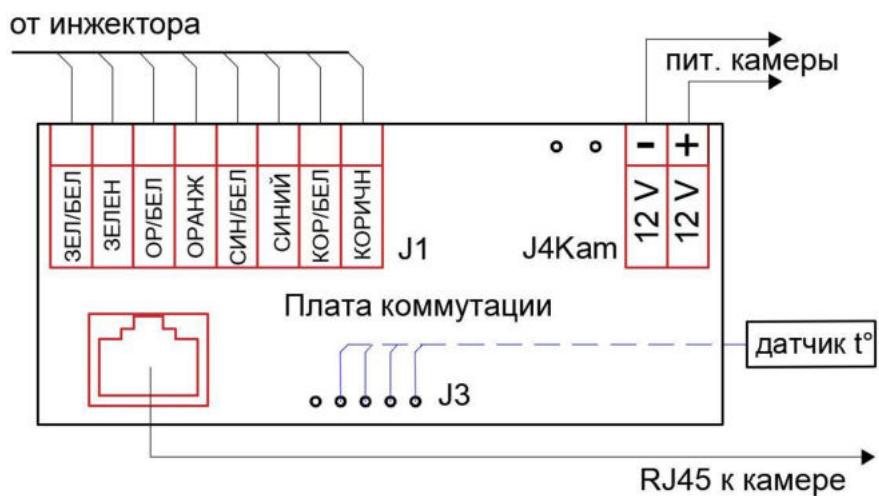 от инжектора
пит. камеры
- +
ЗЕЛ/БЕЛ
ЗЕЛЕН
ОР/БЕЛ
ОРАНЖ
СИН/БЕЛ
СИНИЙ
КОР/БЕЛ
КОРИЧН
J1
J4Kam
12 V
12 V
Плата коммутации
датчик t°
J3
RJ45 к камере